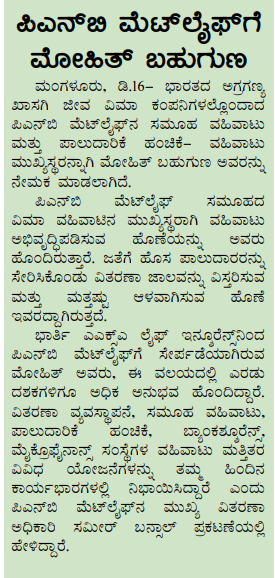 ಪಿಎನ್‌ಬಿ ಮೆಟ್‌ಲೈಫ್‌ಗೆ
ಮೋಹಿತ್ ಬಹುಗುಣ
ಮಂಗಳೂರು, ಡಿ.16– ಭಾರತದ ಅಗ್ರಗಣ್ಯ
ಖಾಸಗಿ ಜೀವ ವಿಮಾ ಕಂಪನಿಗಳಲ್ಲೊಂದಾದ
ಪಿಎನ್‌ಬಿ ಮೆಟ್‌ಲೈಫ್‌ನ ಸಮೂಹ ವಹಿವಾಟು
ಮತ್ತು ಪಾಲುದಾರಿಕೆ ಹಂಚಿಕೆ– ವಹಿವಾಟು
ಮುಖ್ಯಸ್ಥರನ್ನಾಗಿ ಮೋಹಿತ್ ಬಹುಗುಣ ಅವರನ್ನು
ನೇಮಕ ಮಾಡಲಾಗಿದೆ.
ಪಿಎನ್‌ಬಿ ಮೆಟ್‌ಲೈಫ್ ಸಮೂಹದ
ವಿಮಾ ವಹಿವಾಟಿನ ಮುಖ್ಯಸ್ಥರಾಗಿ ವಹಿವಾಟು
ಅಭಿವೃದ್ಧಿಪಡಿಸುವ ಹೊಣೆಯನ್ನು ಅವರು
ಹೊಂದಿರುತ್ತಾರೆ. ಜತೆಗೆ ಹೊಸ ಪಾಲುದಾರರನ್ನು
ಸೇರಿಸಿಕೊಂಡು ವಿತರಣಾ ಜಾಲವನ್ನು ವಿಸ್ತರಿಸುವ
ಮತ್ತು ಮತ್ತಷ್ಟು ಆಳವಾಗಿಸುವ ಹೊಣೆ
ಇವರದ್ದಾಗಿರುತ್ತದೆ.
ಭಾರ್ತಿ ಎಎಕ್ಸ್‌ಎ ಲೈಫ್ ಇನ್ಶೂರೆನ್ಸ್‌ನಿಂದ
ಪಿಎನ್‌ಬಿ ಮೆಟ್‌ಲೈಫ್‌ಗೆ ಸೇರ್ಪಡೆಯಾಗಿರುವ
ಮೋಹಿತ್ ಅವರು, ಈ ವಲಯದಲ್ಲಿ ಎರಡು
ದಶಕಗಳಿಗೂ ಅಧಿಕ ಅನುಭವ ಹೊಂದಿದ್ದಾರೆ.
ವಿತರಣಾ ವ್ಯವಸ್ಥಾಪನೆ, ಸಮೂಹ ವಹಿವಾಟು,
ಪಾಲುದಾರಿಕೆ ಹಂಚಿಕೆ, ಬ್ಯಾಂಕಶ್ಶೂರೆನ್ಸ್,
ಮೈಕ್ರೊಫೈನಾನ್ಸ್ ಸಂಸ್ಥೆಗಳ ವಹಿವಾಟು ಮತ್ತಿತರ
ವಿವಿಧ ಯೋಜನೆಗಳನ್ನು ತಮ್ಮ ಹಿಂದಿನ
ಕಾರ್ಯಭಾರಗಳಲ್ಲಿ ನಿಭಾಯಿಸಿದ್ದಾರೆ ಎಂದು
ಪಿಎನ್‌ಬಿ ಮೆಟ್‌ಲೈಫ್‌ನ ಮುಖ್ಯ ವಿತರಣಾ
ಅಧಿಕಾರಿ ಸಮೀರ್ ಬನ್ಸಾಲ್ ಪ್ರಕಟಣೆಯಲ್ಲಿ
ಹೇಳಿದ್ದಾರೆ.